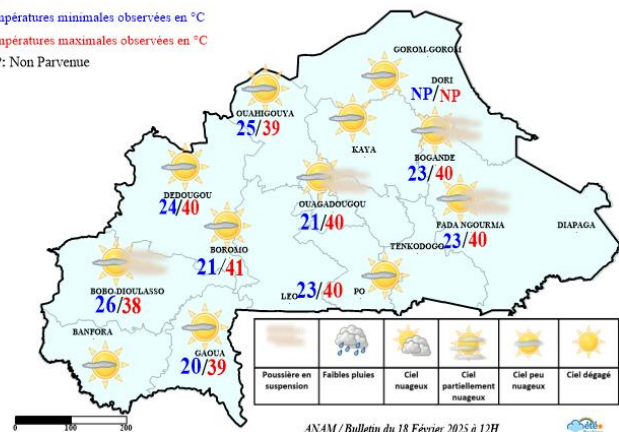 mpératures minimales observées en °C
mpératures maximales observées en °C
: Non Parvenue
GOROM-GOROM
DORI
NP/NP
OUAHIGOUYA
25/39
KAYA
BOGANDE
23/40
DEDOUGOU
24/40
OUAGADOUGOU
21/40
FADA NGOURMA
23/40
DIAPAGA
BOROMO
21/41
TENKODOGO
BOBO-DIOULASSO
26/38
LEO
23/40
PO
BANFORA
GAOUA
20/39
Poussière en suspension
Faibles pluies
Ciel nuageux
Ciel partiellement nuageux
Ciel peu nuageux
Ciel dégagé
0 100 200
ANAM / Bulletin du 18 Février 2025 à 12H